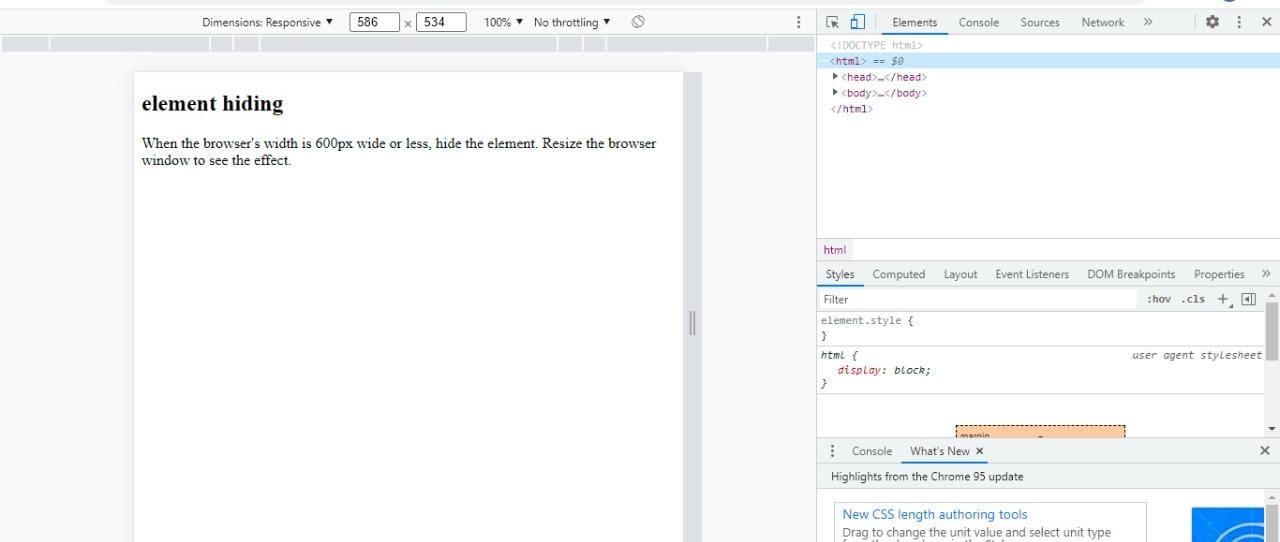 Dimensions: Responsive ▼ 586 × 534 100% ▼ No throttling ▼
Elements Console Sources Network »
<!DOCTYPE html>
<html> == $0
<head>…</head>
<body>…</body>
</html>
element hiding
When the browser's width is 600px wide or less, hide the element. Resize the browser
window to see the effect.
html
Styles Computed Layout Event Listeners DOM Breakpoints Properties »
Filter :hov .cls +
element.style {
}
html { user agent stylesheet
display: block;
}
margin
Console What's New ×
Highlights from the Chrome 95 update
New CSS length authoring tools
Drag to change the unit value and select unit type